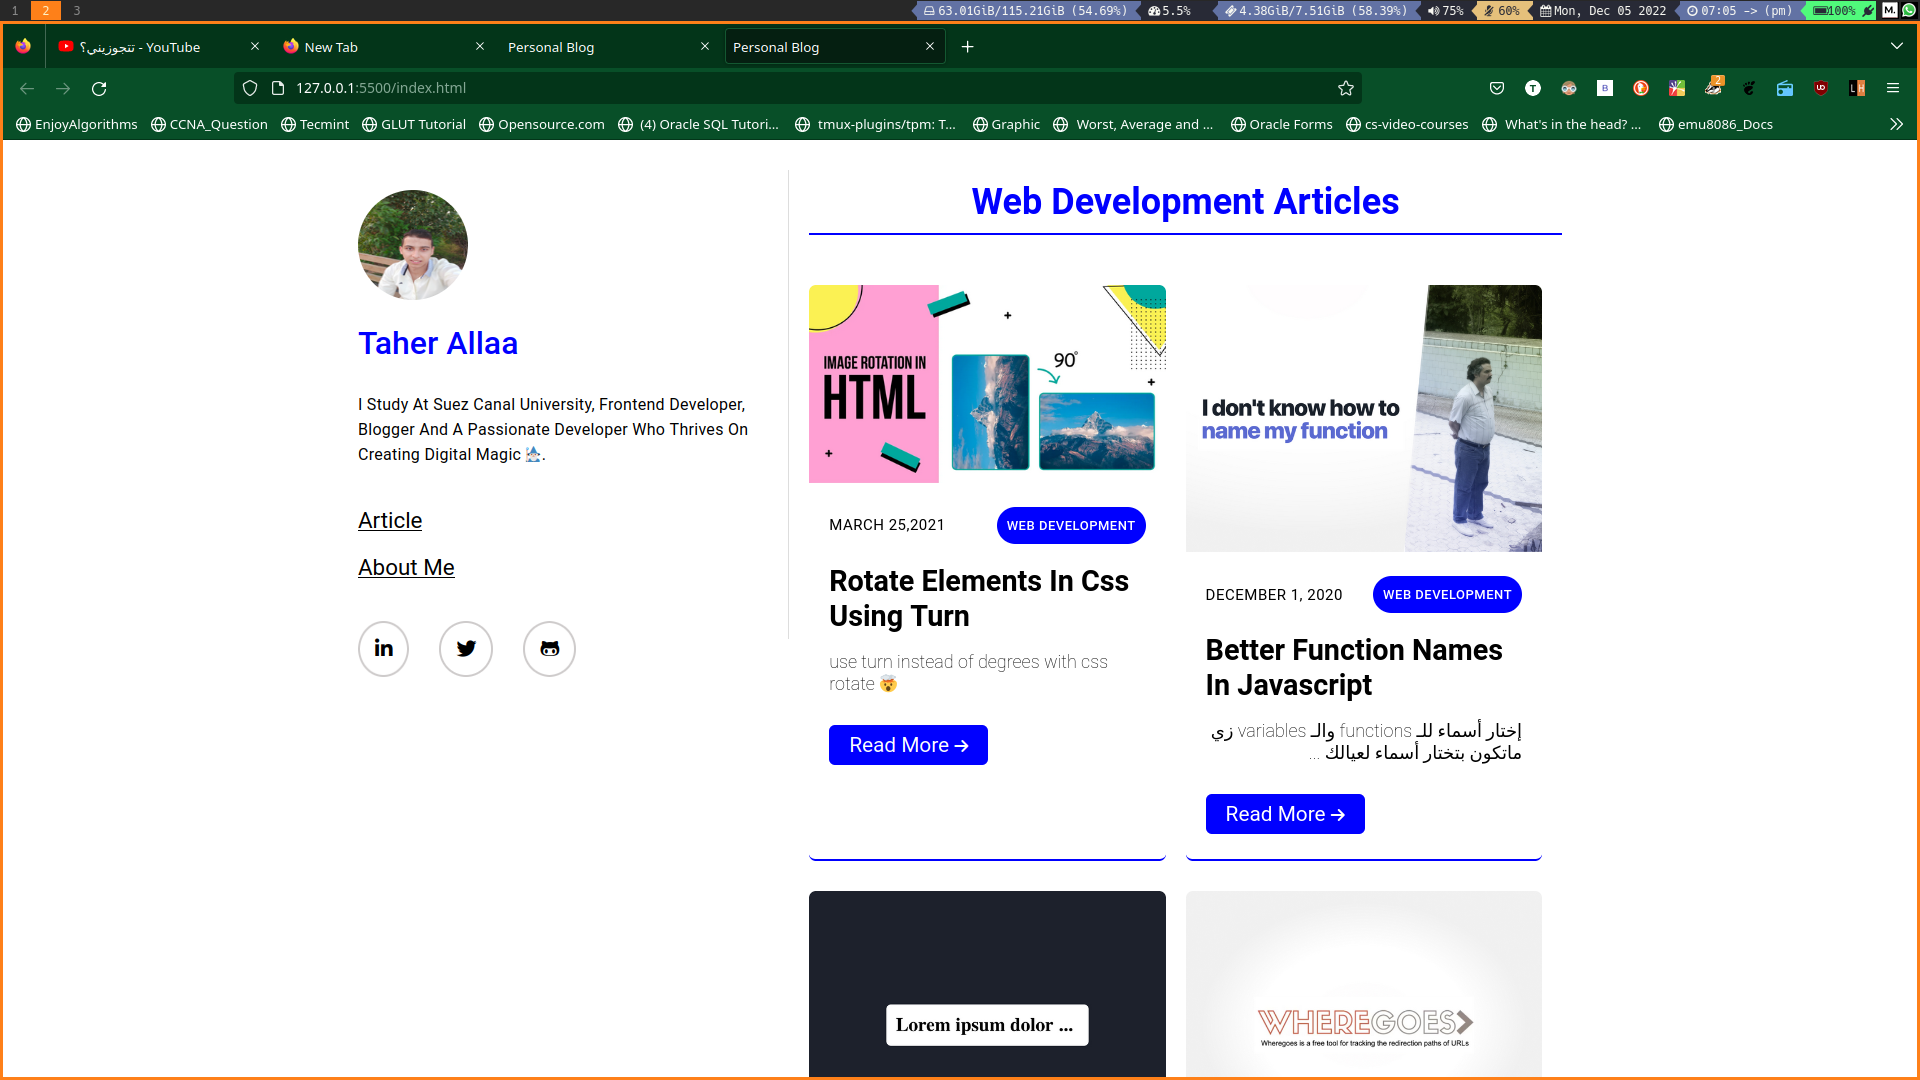 1 2 3
63.01GiB/115.21GiB (54.69%) 5.5% 4.38GiB/7.51GiB (58.39%) 75% 60% Mon, Dec 05 2022 07:05 -> (pm) 100% M.
تتجوزيني؟ - YouTube
New Tab
Personal Blog
Personal Blog
127.0.0.1:5500/index.html
T B 2 UD L H
EnjoyAlgorithms CCNA_Question Tecmint GLUT Tutorial Opensource.com (4) Oracle SQL Tutori... tmux-plugins/tpm: T... Graphic Worst, Average and ... Oracle Forms cs-video-courses What's in the head? ... emu8086_Docs
Taher Allaa
I Study At Suez Canal University, Frontend Developer,
Blogger And A Passionate Developer Who Thrives On
Creating Digital Magic 🧙🏻‍♂️.
Article
About Me
in
Web Development Articles
IMAGE ROTATION IN
HTML
90°
MARCH 25,2021
WEB DEVELOPMENT
Rotate Elements In Css
Using Turn
use turn instead of degrees with css
rotate 🤯
Read More →
I don't know how to
name my function
DECEMBER 1, 2020
WEB DEVELOPMENT
Better Function Names
In Javascript
إختار أسماء للـ functions والـ variables زي
ماتكون بتختار أسماء لعيالك ...
Read More →
Lorem ipsum dolor ...
WHEREGOES
Wheregoes is a free tool for tracking the redirection paths of URLs